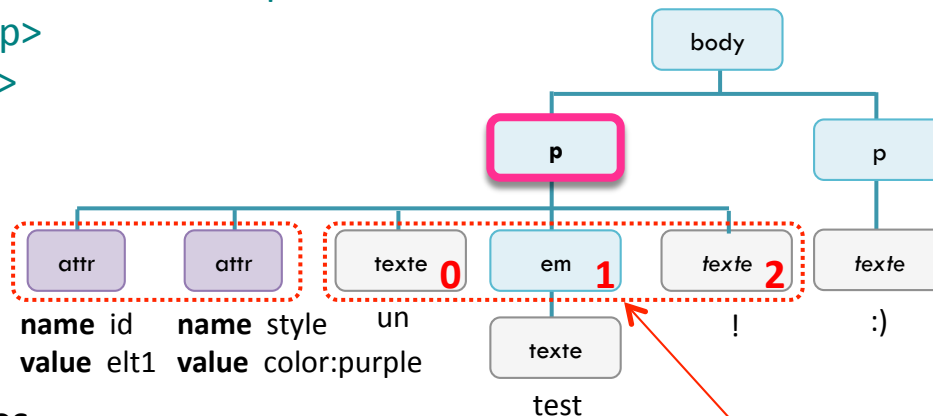 p>
>
body
p
p
attr
attr
texte 0
em 1
texte 2
texte
name id
value elt1
name style
value color:purple
un
texte
!
:)
test